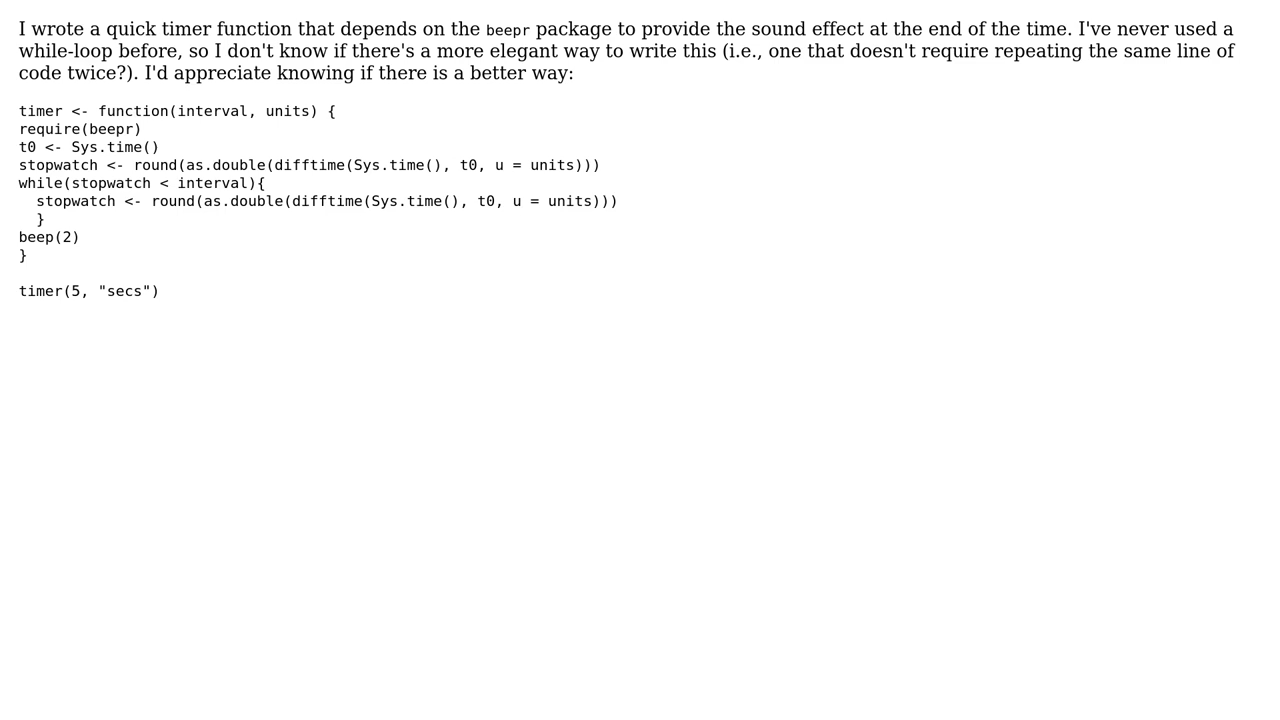 I wrote a quick timer function that depends on the beepr package to provide the sound effect at the end of the time. I've never used a
while-loop before, so I don't know if there's a more elegant way to write this (i.e., one that doesn't require repeating the same line of
code twice?). I'd appreciate knowing if there is a better way:
timer <- function(interval, units) {
require(beepr)
t0 <- Sys.time()
stopwatch <- round(as.double(difftime(Sys.time(), t0, u = units)))
while(stopwatch < interval){
  stopwatch <- round(as.double(difftime(Sys.time(), t0, u = units)))
  }
beep(2)
}
timer(5, "secs")